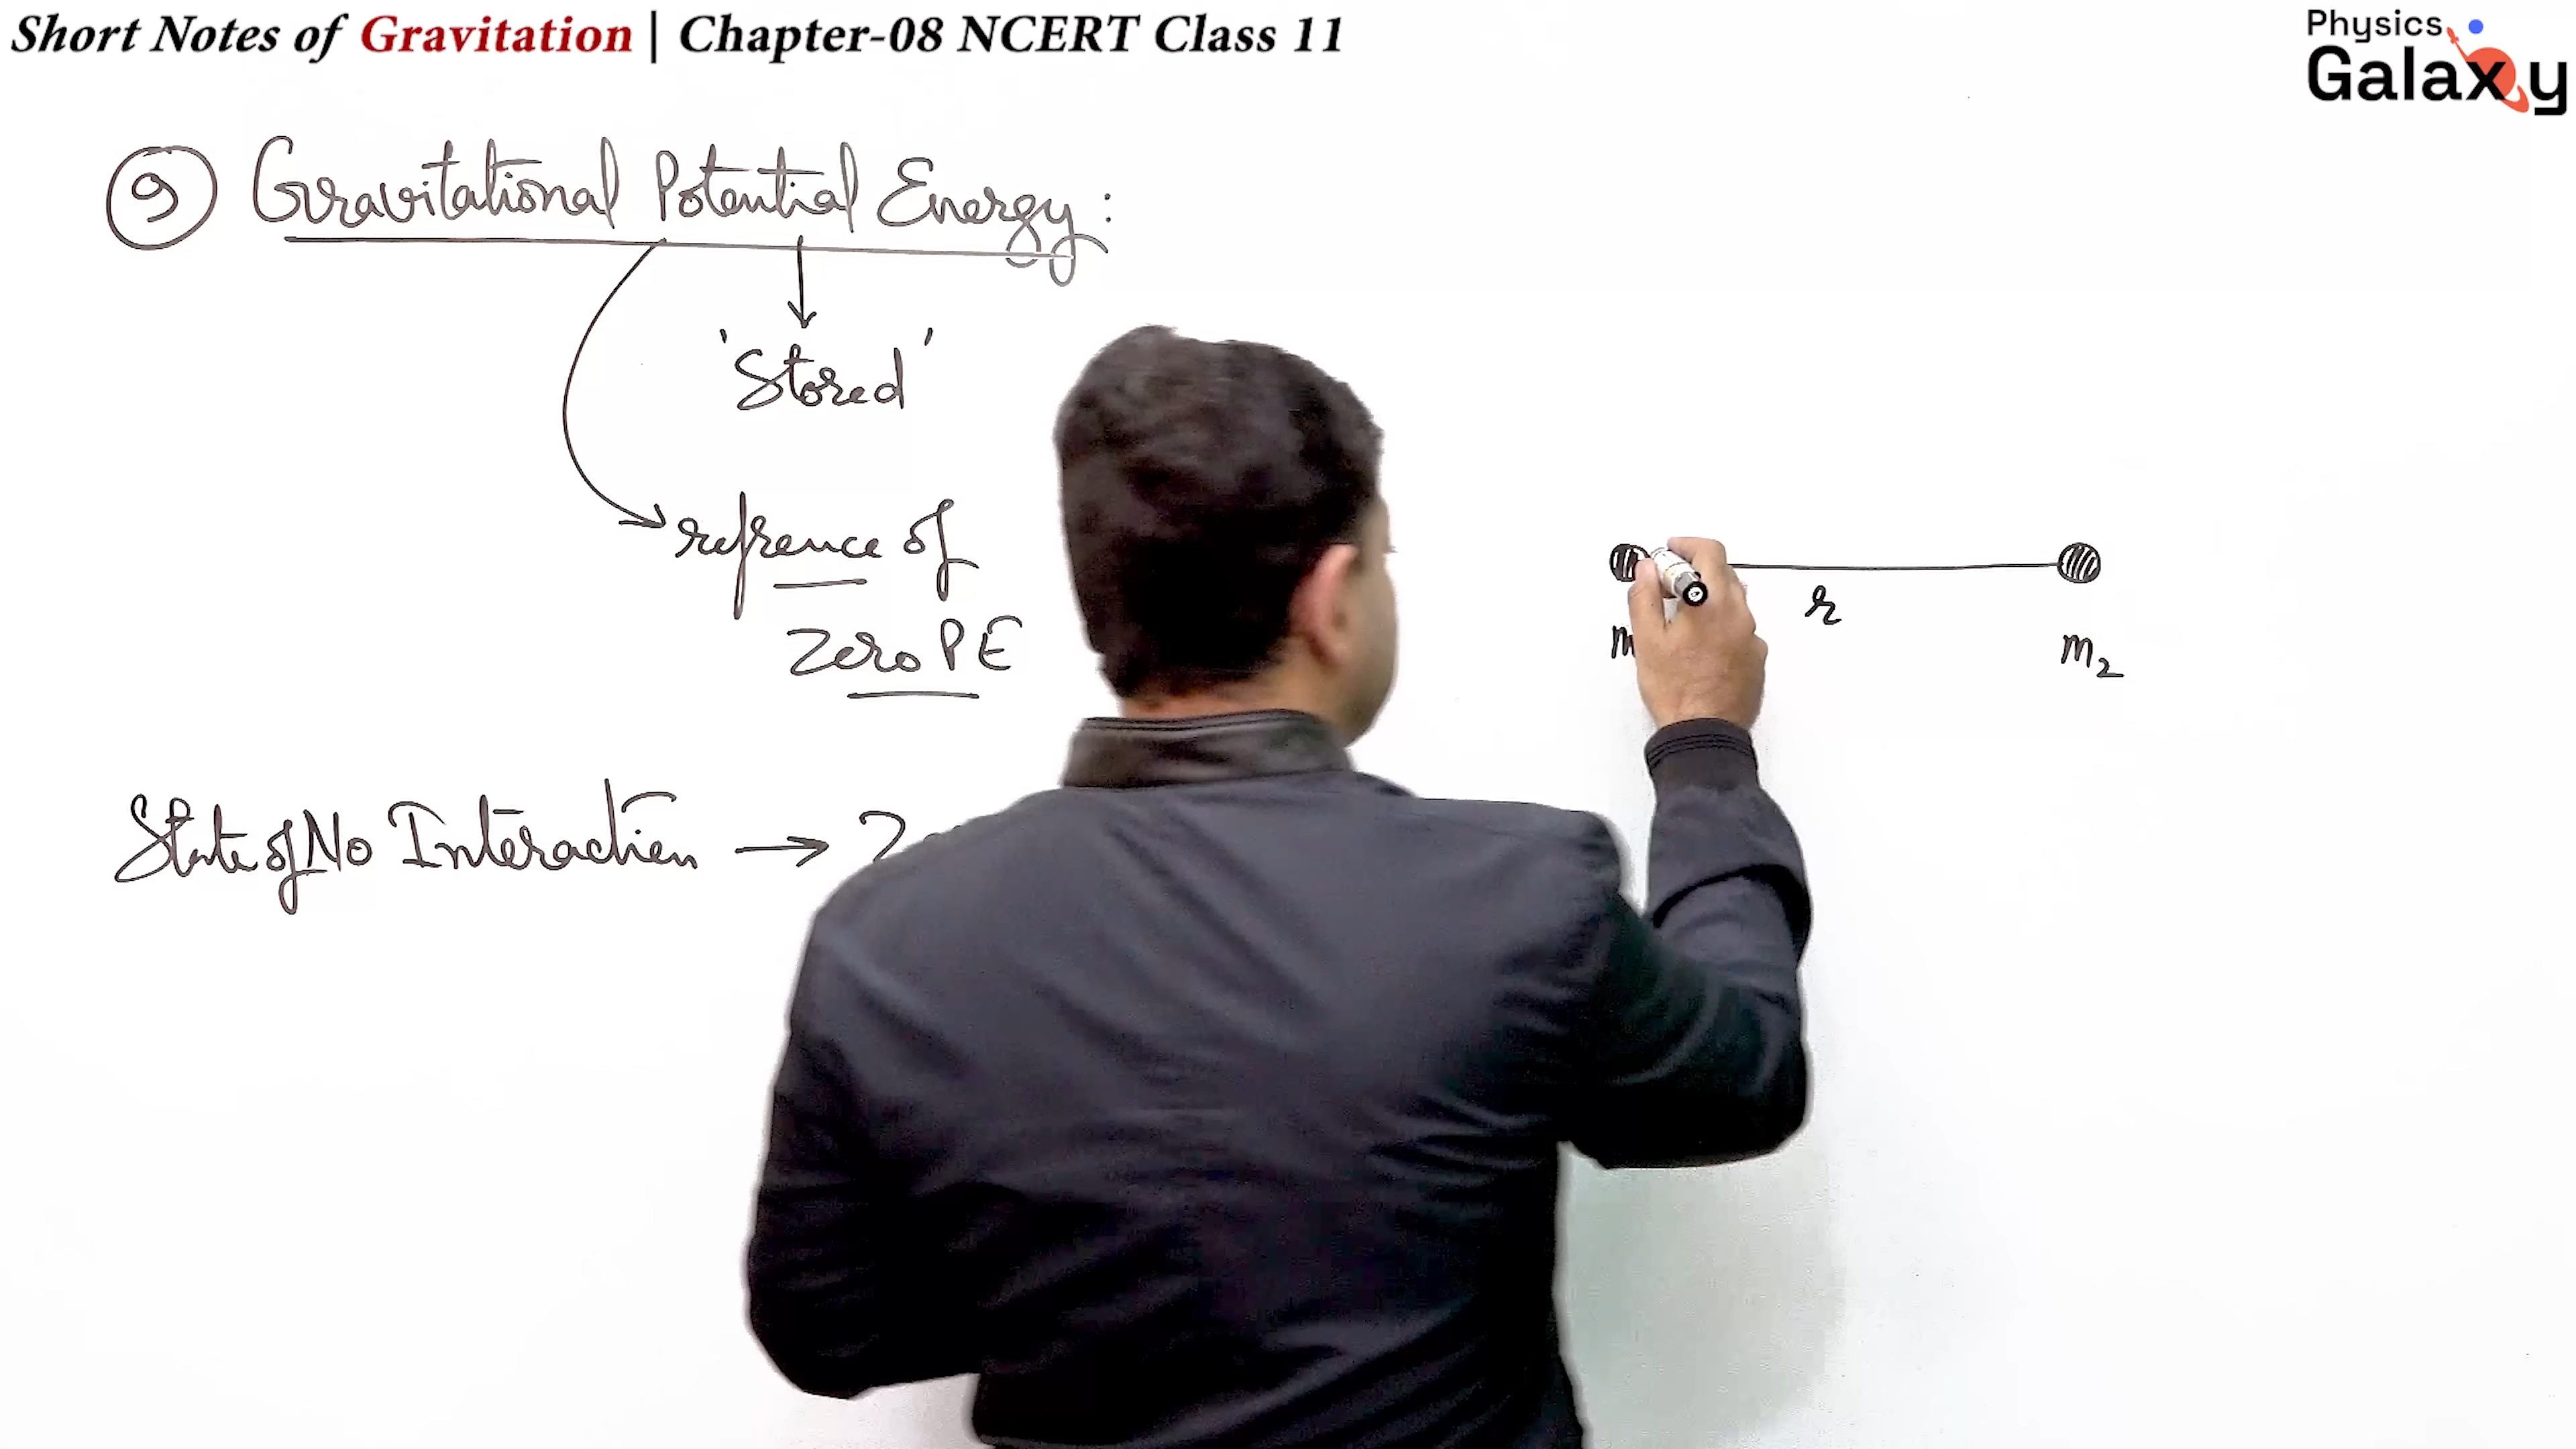 Short Notes of Gravitation | Chapter-08 NCERT Class 11
Physics
Galaxy
9 Gravitational Potential Energy:
'Stored'
refrence of
Zero PE
r
m
m2
State of No Interaction →